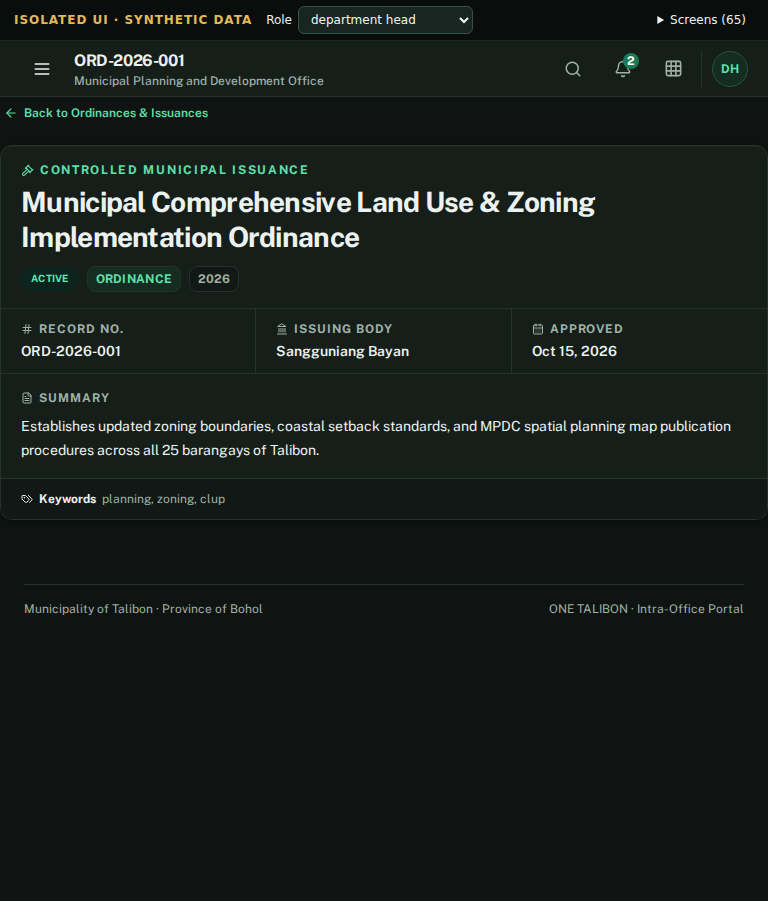 ISOLATED UI · SYNTHETIC DATA Role department head Screens (65)
ORD-2026-001
Municipal Planning and Development Office
2
DH
Back to Ordinances & Issuances
CONTROLLED MUNICIPAL ISSUANCE
Municipal Comprehensive Land Use & Zoning
Implementation Ordinance
ACTIVE ORDINANCE 2026
RECORD NO. ISSUING BODY APPROVED
ORD-2026-001 Sangguniang Bayan Oct 15, 2026
SUMMARY
Establishes updated zoning boundaries, coastal setback standards, and MPDC spatial planning map publication
procedures across all 25 barangays of Talibon.
Keywords planning, zoning, clup
Municipality of Talibon · Province of Bohol ONE TALIBON · Intra-Office Portal